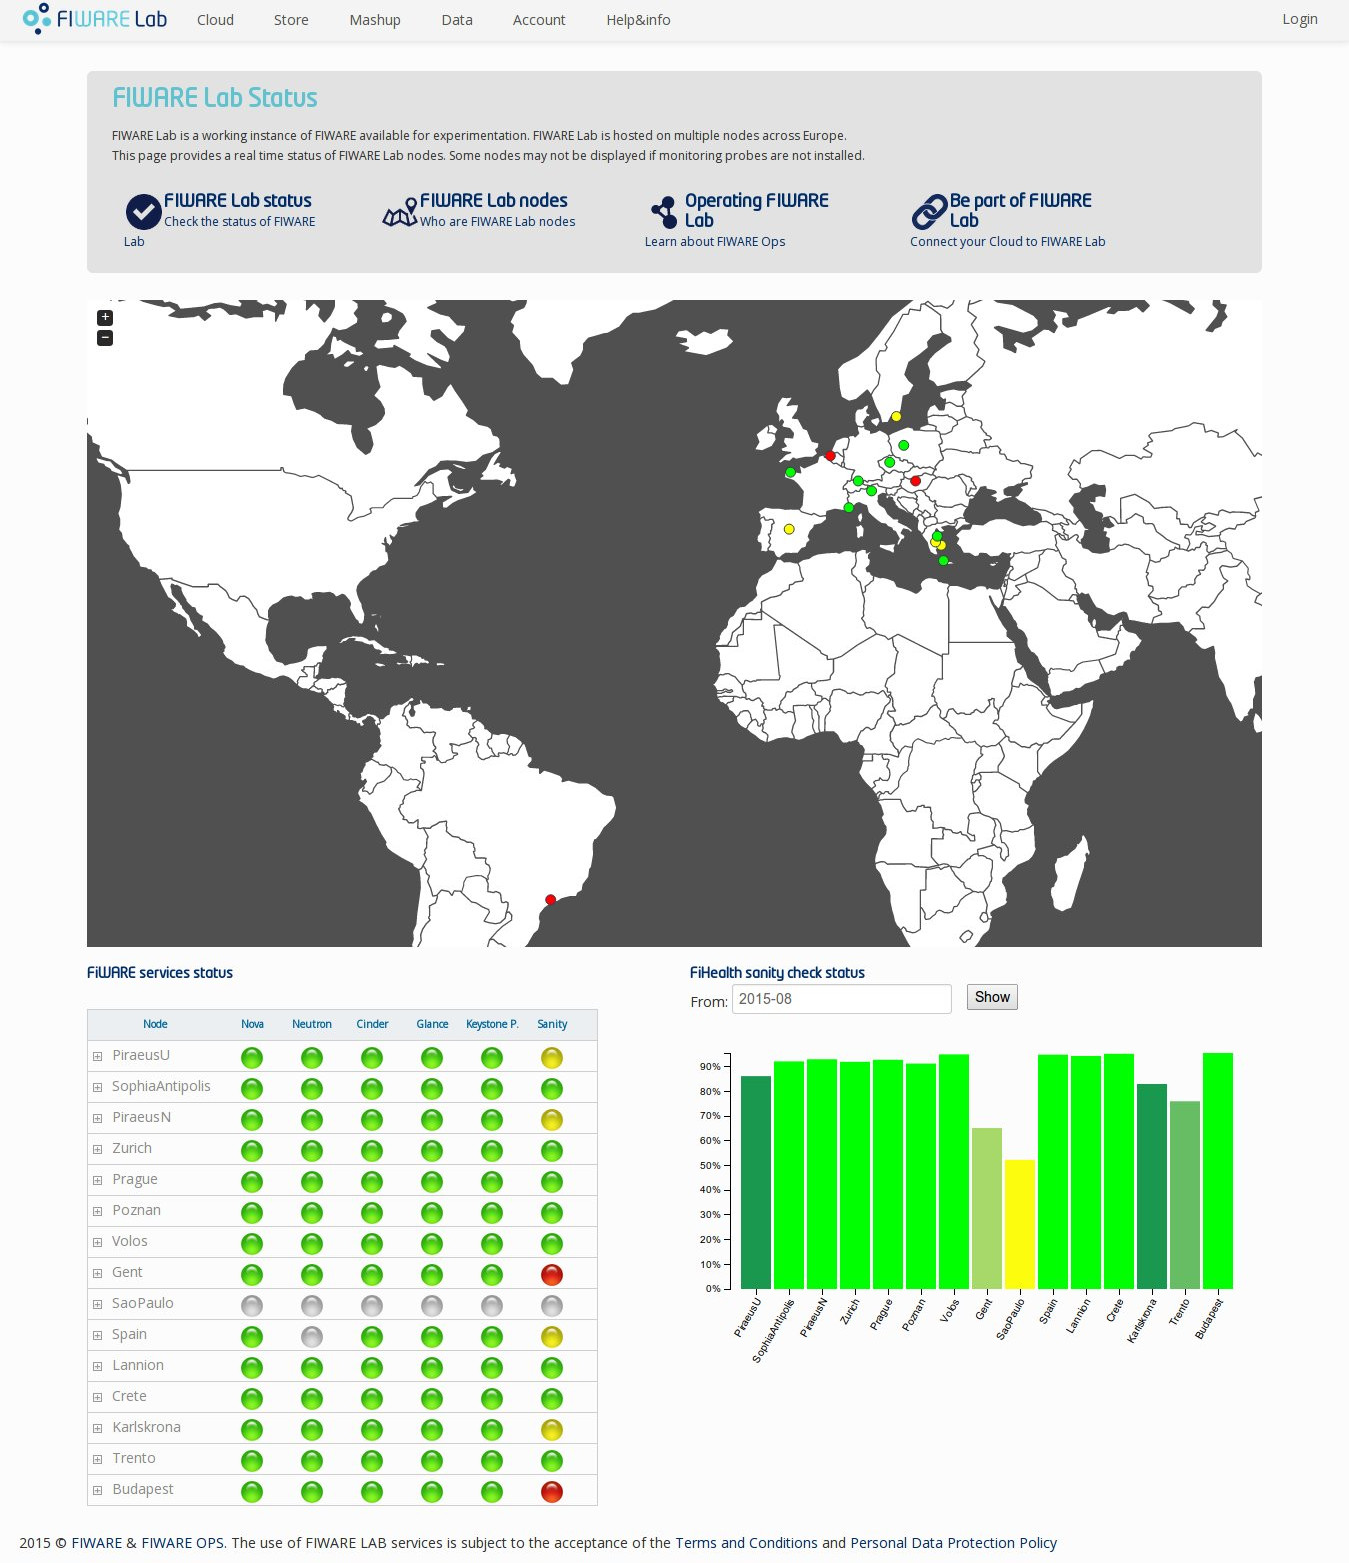 FIWARE Lab
Cloud Store Mashup Data Account Help&info Login
FIWARE Lab Status
FIWARE Lab is a working instance of FIWARE available for experimentation. FIWARE Lab is hosted on multiple nodes across Europe.
This page provides a real time status of FIWARE Lab nodes. Some nodes may not be displayed if monitoring probes are not installed.
FIWARE Lab status
Check the status of FIWARE
Lab
FIWARE Lab nodes
Who are FIWARE Lab nodes
Operating FIWARE
Lab
Learn about FIWARE Ops
Be part of FIWARE
Lab
Connect your Cloud to FIWARE Lab
+
−
FiWARE services status
Node Nova Neutron Cinder Glance Keystone P. Sanity
PiraeusU
SophiaAntipolis
PiraeusN
Zurich
Prague
Poznan
Volos
Gent
SaoPaulo
Spain
Lannion
Crete
Karlskrona
Trento
Budapest
FiHealth sanity check status
From: 2015-08 Show
90%
80%
70%
60%
50%
40%
30%
20%
10%
0%
PiraeusU
SophiaAntipolis
PiraeusN
Zurich
Prague
Poznan
Volos
Gent
SaoPaulo
Spain
Lannion
Crete
Karlskrona
Trento
Budapest
2015 © FIWARE & FIWARE OPS. The use of FIWARE LAB services is subject to the acceptance of the Terms and Conditions and Personal Data Protection Policy